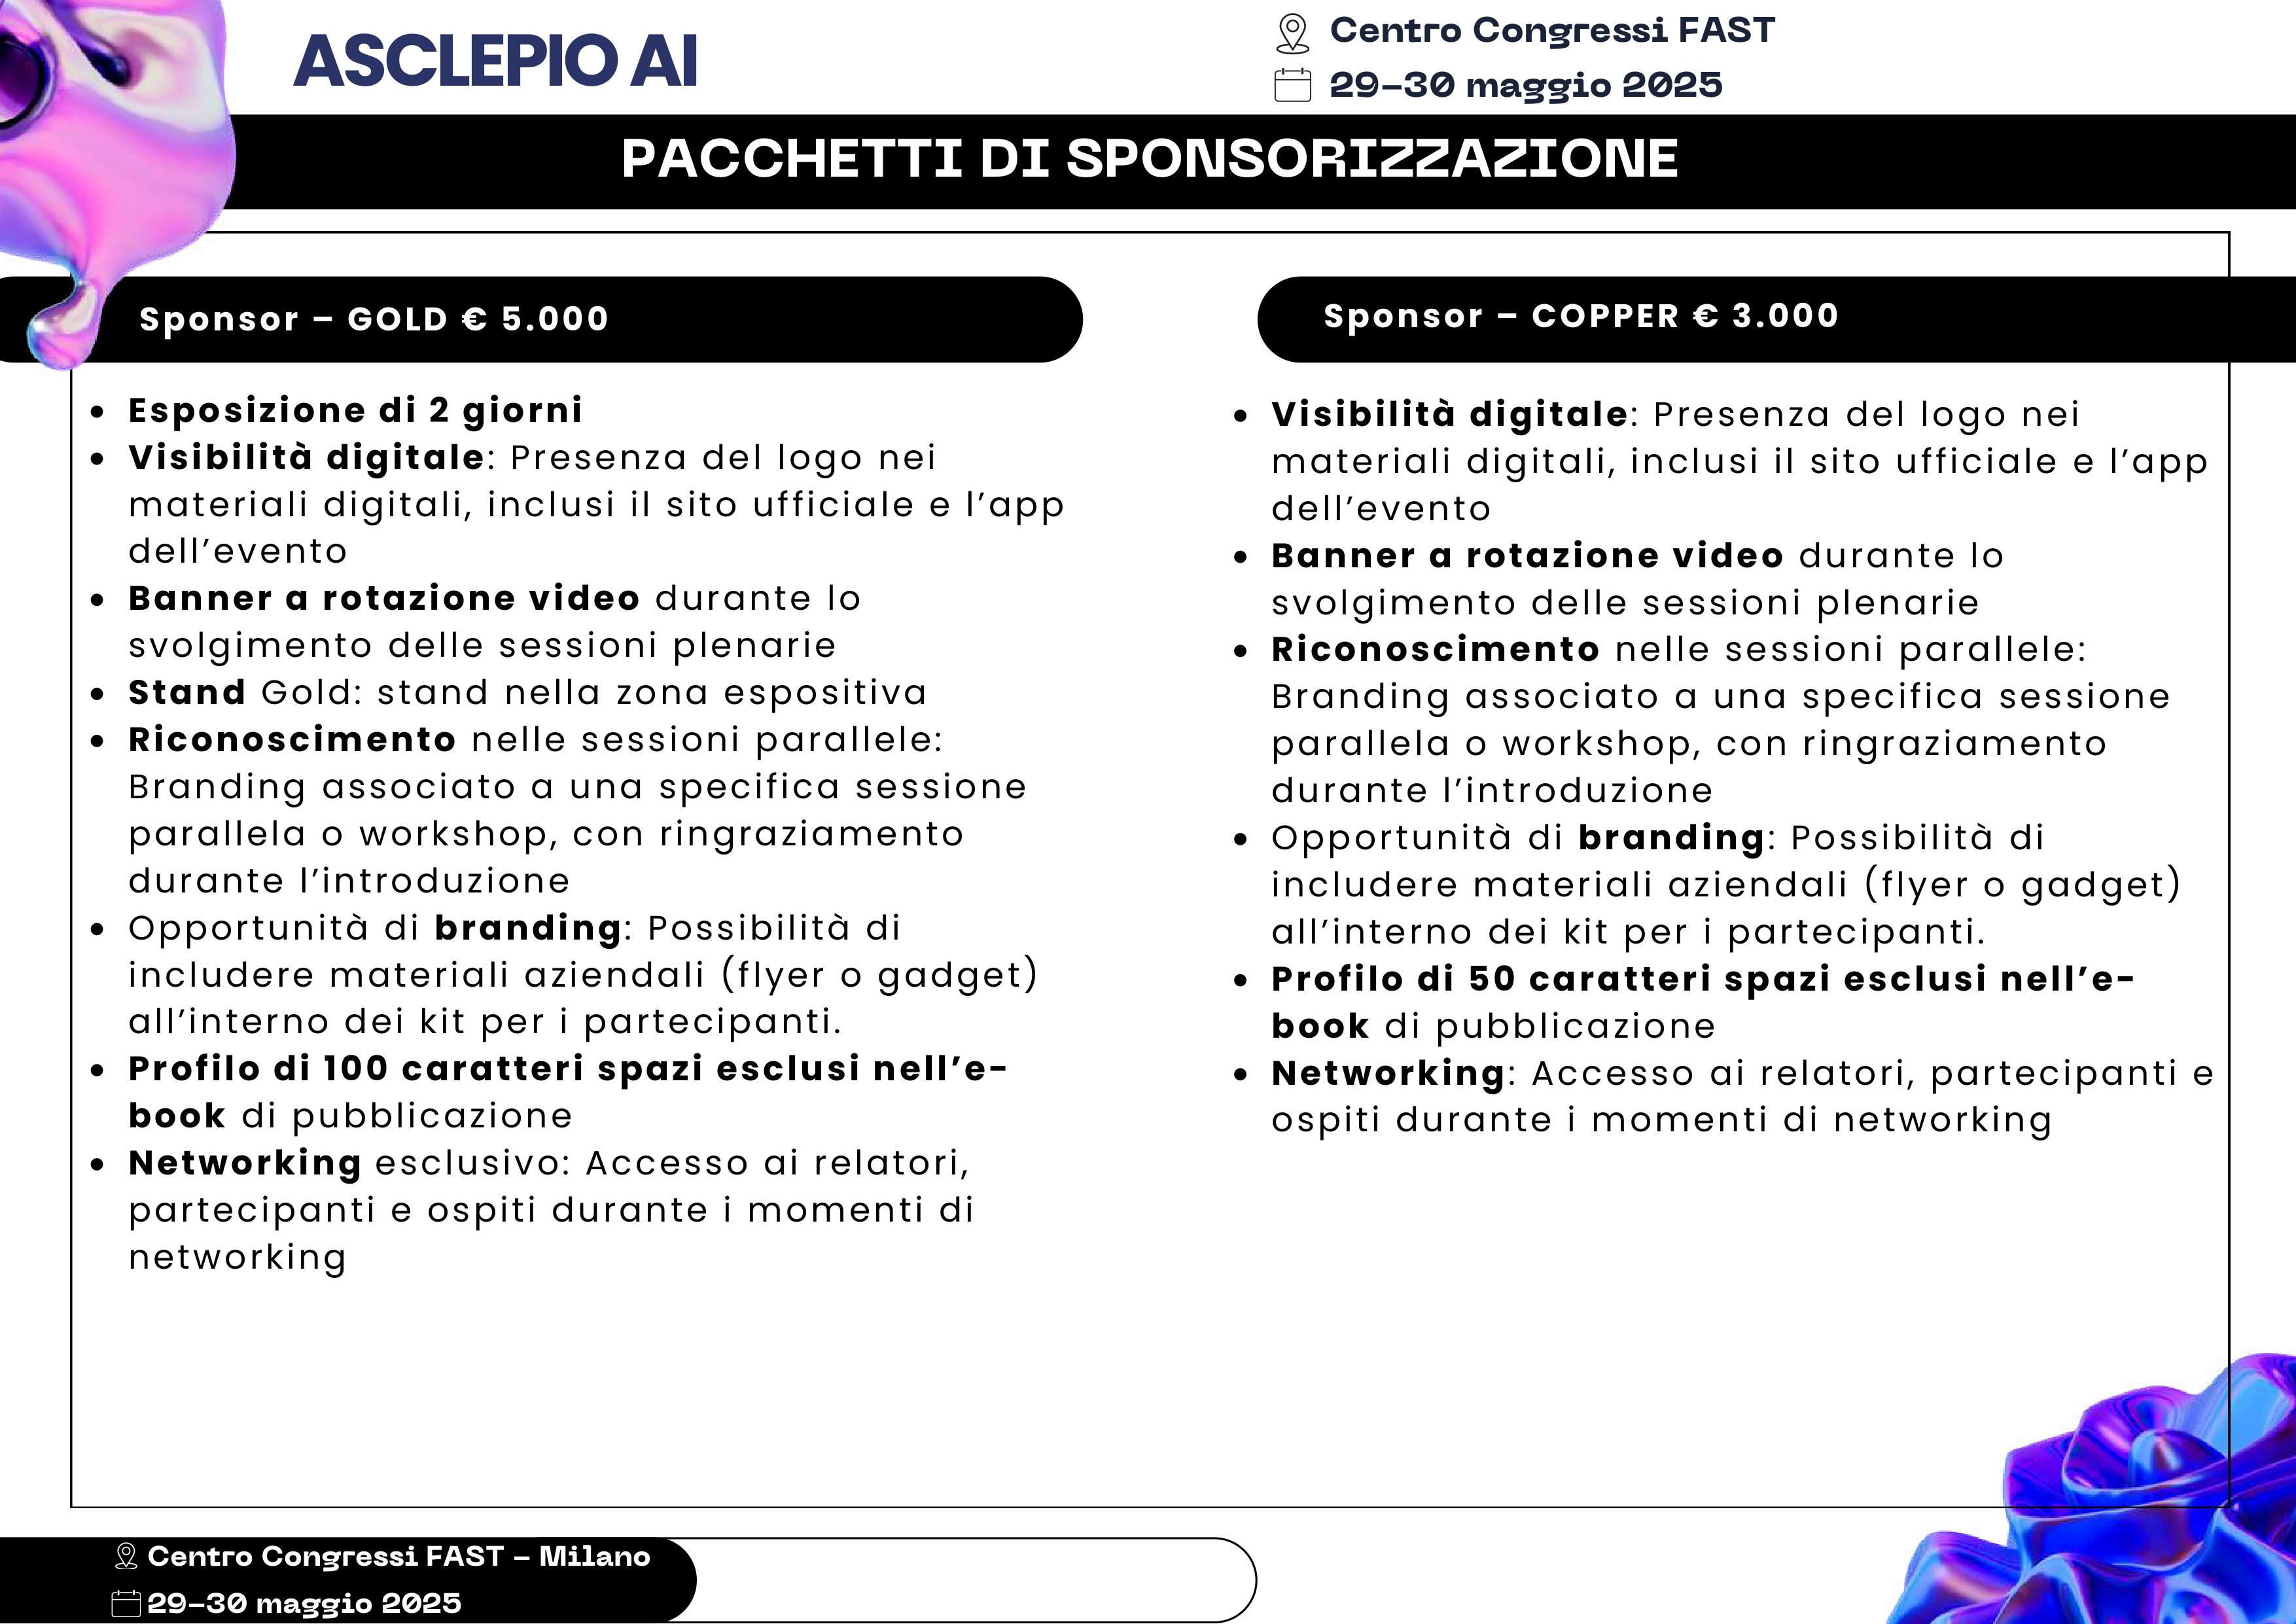 ASCLEPIO AI
Centro Congressi FAST
29-30 maggio 2025
PACCHETTI DI SPONSORIZZAZIONE
Sponsor – GOLD € 5.000
• Esposizione di 2 giorni
• Visibilità digitale: Presenza del logo nei
materiali digitali, inclusi il sito ufficiale e l’app
dell’evento
• Banner a rotazione video durante lo
svolgimento delle sessioni plenarie
• Stand Gold: stand nella zona espositiva
• Riconoscimento nelle sessioni parallele:
Branding associato a una specifica sessione
parallela o workshop, con ringraziamento
durante l’introduzione
• Opportunità di branding: Possibilità di
includere materiali aziendali (flyer o gadget)
all’interno dei kit per i partecipanti.
• Profilo di 100 caratteri spazi esclusi nell’e-
book di pubblicazione
• Networking esclusivo: Accesso ai relatori,
partecipanti e ospiti durante i momenti di
networking
Sponsor – COPPER € 3.000
• Visibilità digitale: Presenza del logo nei
materiali digitali, inclusi il sito ufficiale e l’app
dell’evento
• Banner a rotazione video durante lo
svolgimento delle sessioni plenarie
• Riconoscimento nelle sessioni parallele:
Branding associato a una specifica sessione
parallela o workshop, con ringraziamento
durante l’introduzione
• Opportunità di branding: Possibilità di
includere materiali aziendali (flyer o gadget)
all’interno dei kit per i partecipanti.
• Profilo di 50 caratteri spazi esclusi nell’e-
book di pubblicazione
• Networking: Accesso ai relatori, partecipanti e
ospiti durante i momenti di networking
Centro Congressi FAST - Milano
29-30 maggio 2025